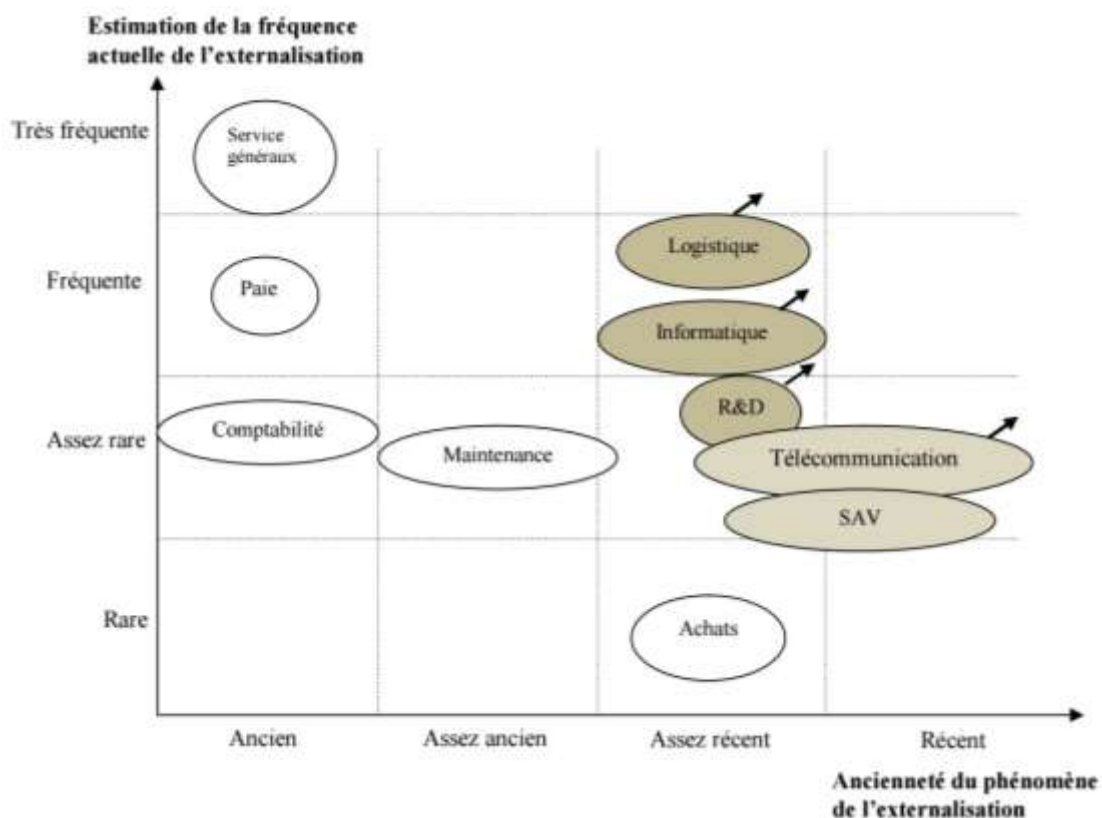 Estimation de la fréquence
actuelle de l'externalisation
Très fréquente
Service
généraux
Logistique
Fréquente
Paie
Informatique
R&D
Assez rare
Comptabilité
Maintenance
Télécommunication
SAV
Rare
Achats
Ancien
Assez ancien
Assez récent
Récent
Ancienneté du phénomène
de l'externalisation